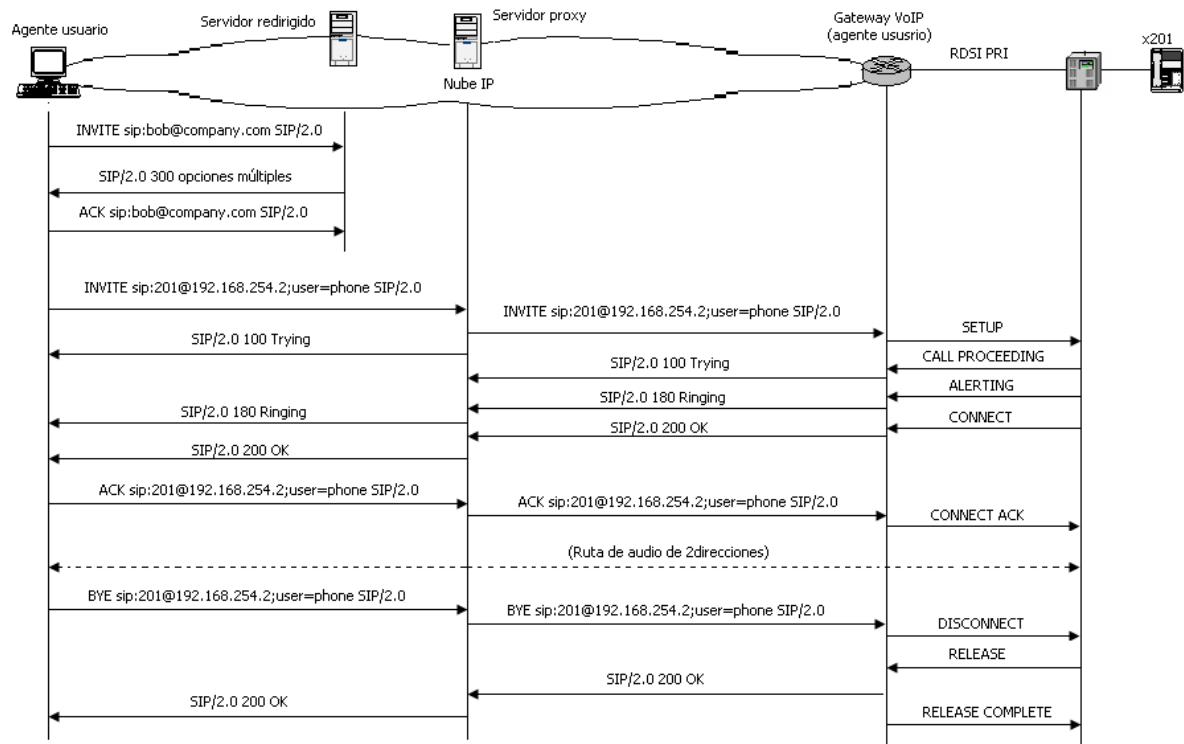 Agente usuario
Servidor redirigido
Servidor proxy
Gateway VoIP
(agente ususrio)
RDSI PRI
x201
Nube IP
INVITE sip:bob@company.com SIP/2.0
SIP/2.0 300 opciones múltiples
ACK sip:bob@company.com SIP/2.0
INVITE sip:201@192.168.254.2;user=phone SIP/2.0
INVITE sip:201@192.168.254.2;user=phone SIP/2.0
SETUP
SIP/2.0 100 Trying
CALL PROCEEDING
SIP/2.0 100 Trying
ALERTING
SIP/2.0 180 Ringing
SIP/2.0 180 Ringing
CONNECT
SIP/2.0 200 OK
SIP/2.0 200 OK
ACK sip:201@192.168.254.2;user=phone SIP/2.0
ACK sip:201@192.168.254.2;user=phone SIP/2.0
CONNECT ACK
(Ruta de audio de 2direcciones)
BYE sip:201@192.168.254.2;user=phone SIP/2.0
BYE sip:201@192.168.254.2;user=phone SIP/2.0
DISCONNECT
RELEASE
SIP/2.0 200 OK
SIP/2.0 200 OK
RELEASE COMPLETE